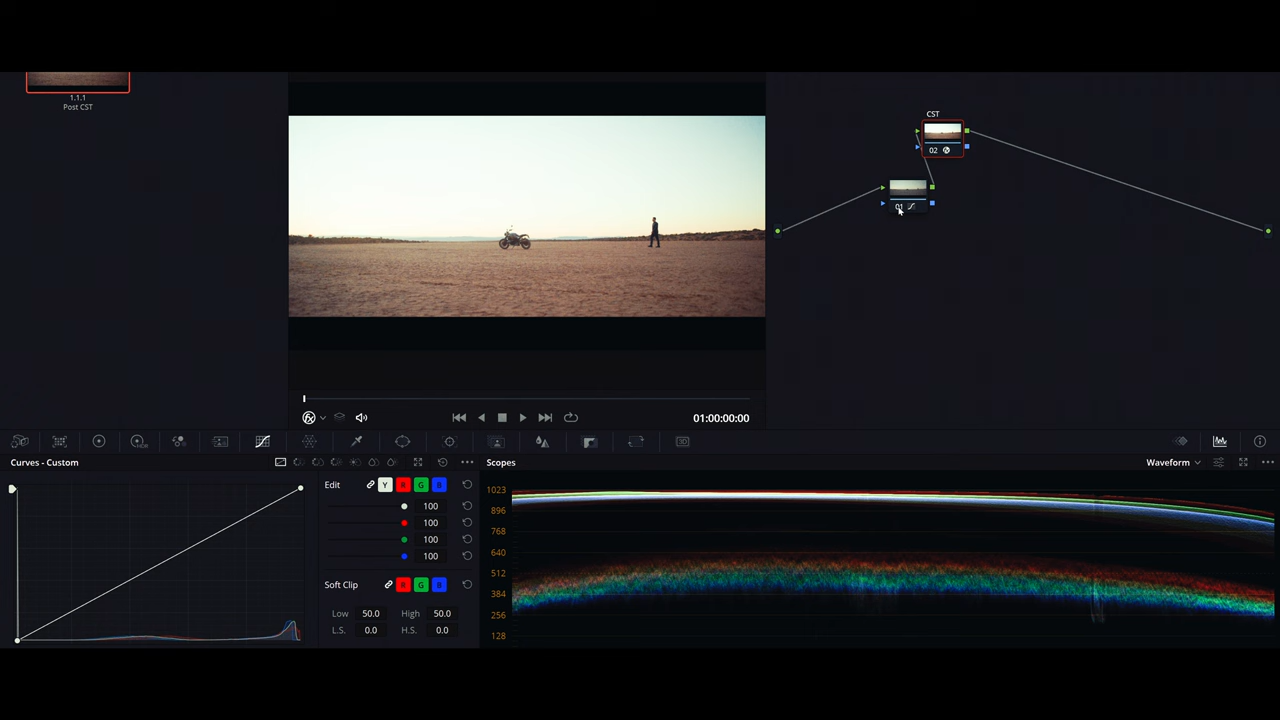 1.1.1
Post CST
CST
02
01
01:00:00:00
HDR
3D
Curves - Custom
Edit
Y
R
G
B
100
100
100
100
Soft Clip
R
G
B
Low 50.0 High 50.0
L.S. 0.0 H.S. 0.0
Scopes
Waveform
1023
896
768
640
512
384
256
128